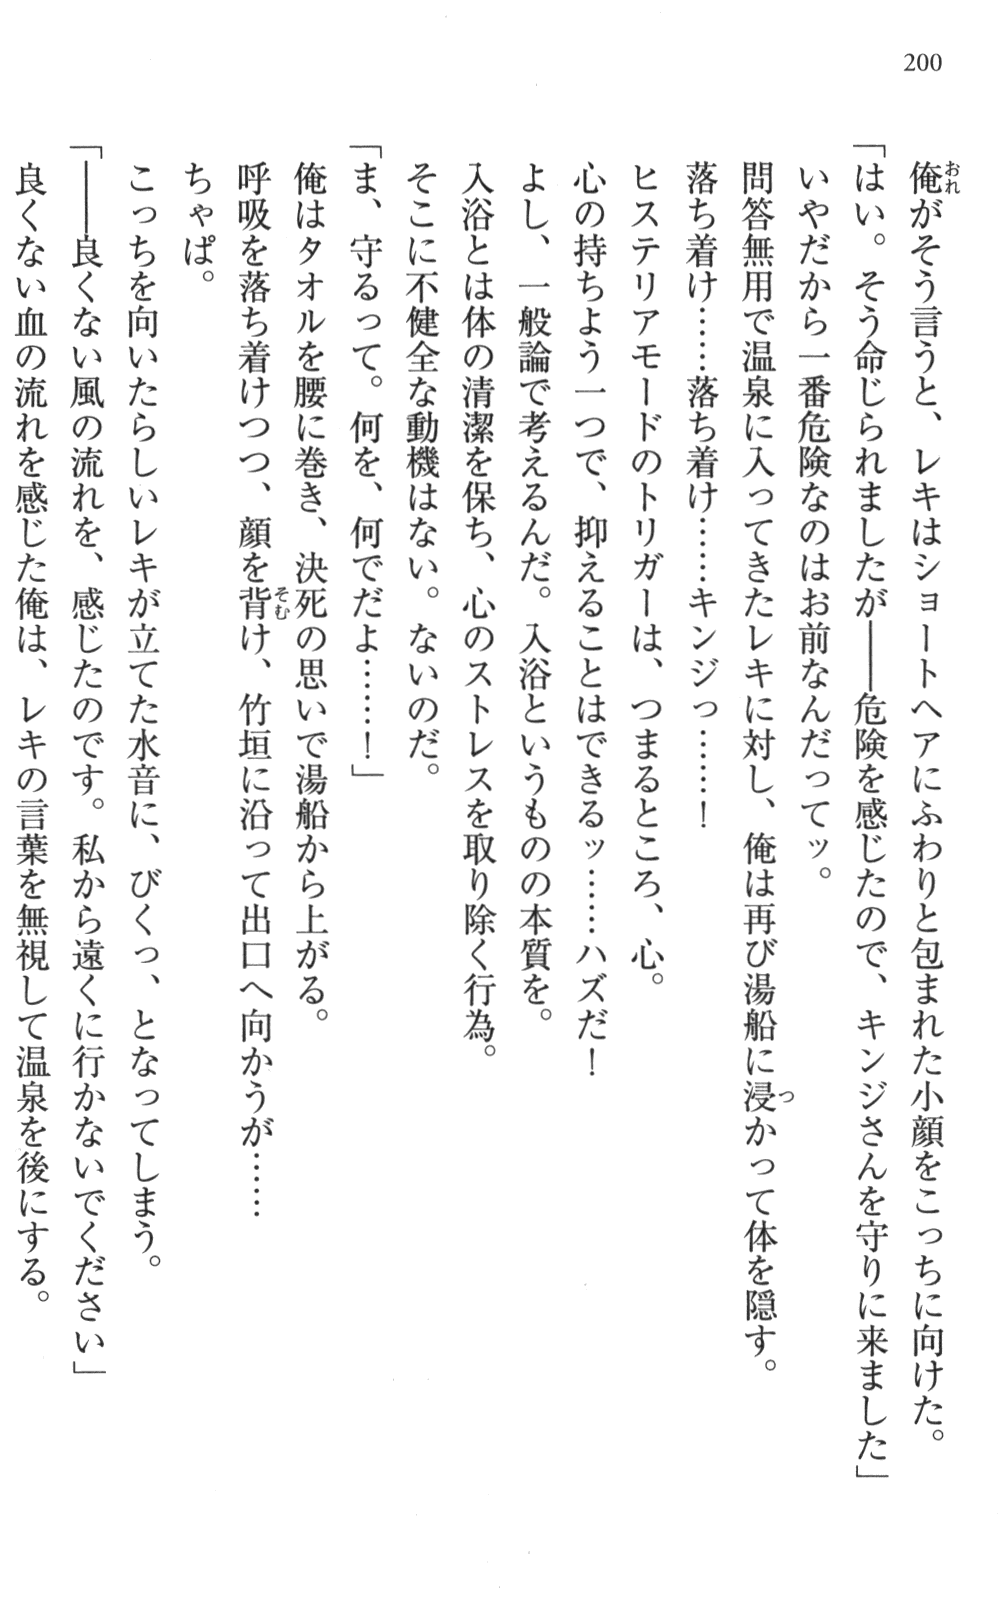 200
俺がそう言うと、レキはショートヘアにふわりと包まれた小顔をこっちに向けた。
「はい。そう命じられましたが――危険を感じたので、キンジさんを守りに来ました」
いやだから一番危険なのはお前なんだってッ。
問答無用で温泉に入ってきたレキに対し、俺は再び湯船に浸かって体を隠す。
落ち着け……落ち着け……キンジっ……！
ヒステリアモードのトリガーは、つまるところ、心。
心の持ちよう一つで、抑えることはできるッ……ハズだ！
よし、一般論で考えるんだ。入浴というものの本質を。
入浴とは体の清潔を保ち、心のストレスを取り除く行為。
そこに不健全な動機はない。ないのだ。
「ま、守るって。何を、何でだよ……！」
俺はタオルを腰に巻き、決死の思いで湯船から上がる。
呼吸を落ち着けつつ、顔を背け、竹垣に沿って出口へ向かうが……
ちゃぱ。
こっちを向いたらしいレキが立てた水音に、びくっ、となってしまう。
「――良くない風の流れを、感じたのです。私から遠くに行かないでください」
良くない血の流れを感じた俺は、レキの言葉を無視して温泉を後にする。